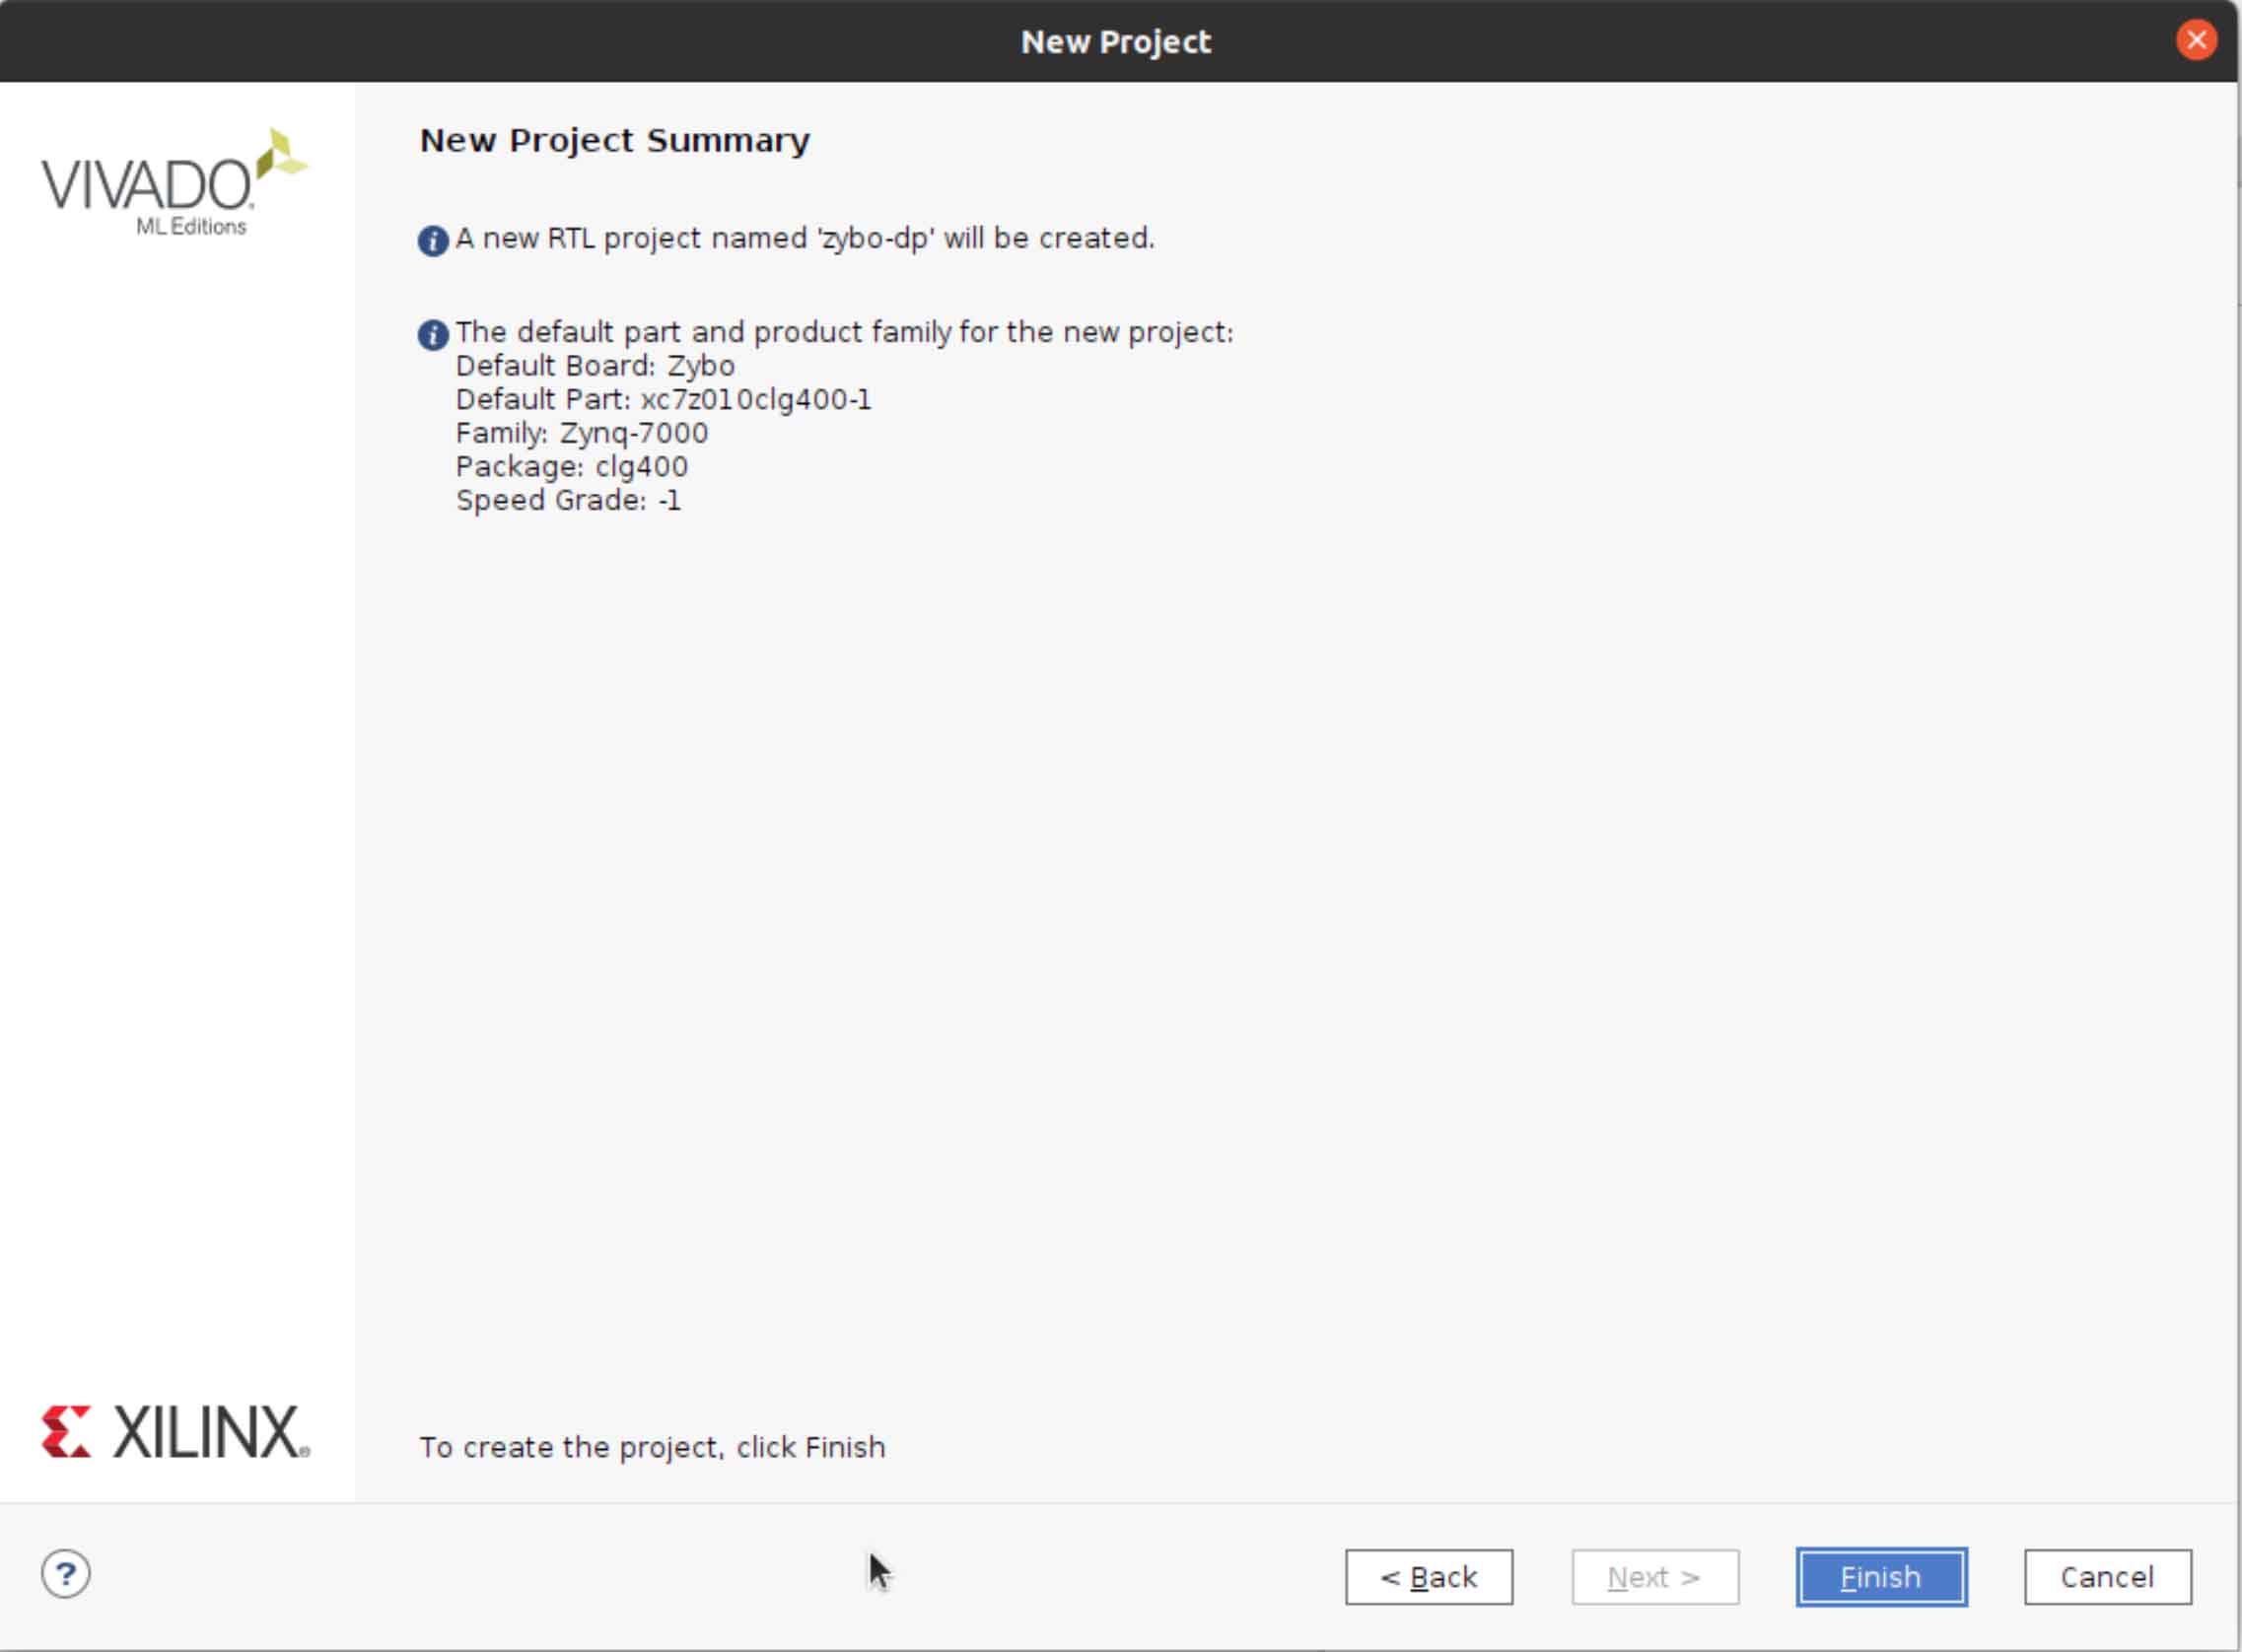 New Project
VIVADO
ML Editions
New Project Summary
A new RTL project named 'zybo-dp' will be created.
The default part and product family for the new project:
Default Board: Zybo
Default Part: xc7z010clg400-1
Family: Zynq-7000
Package: clg400
Speed Grade: -1
XILINX
To create the project, click Finish
?
< Back
Next >
Finish
Cancel